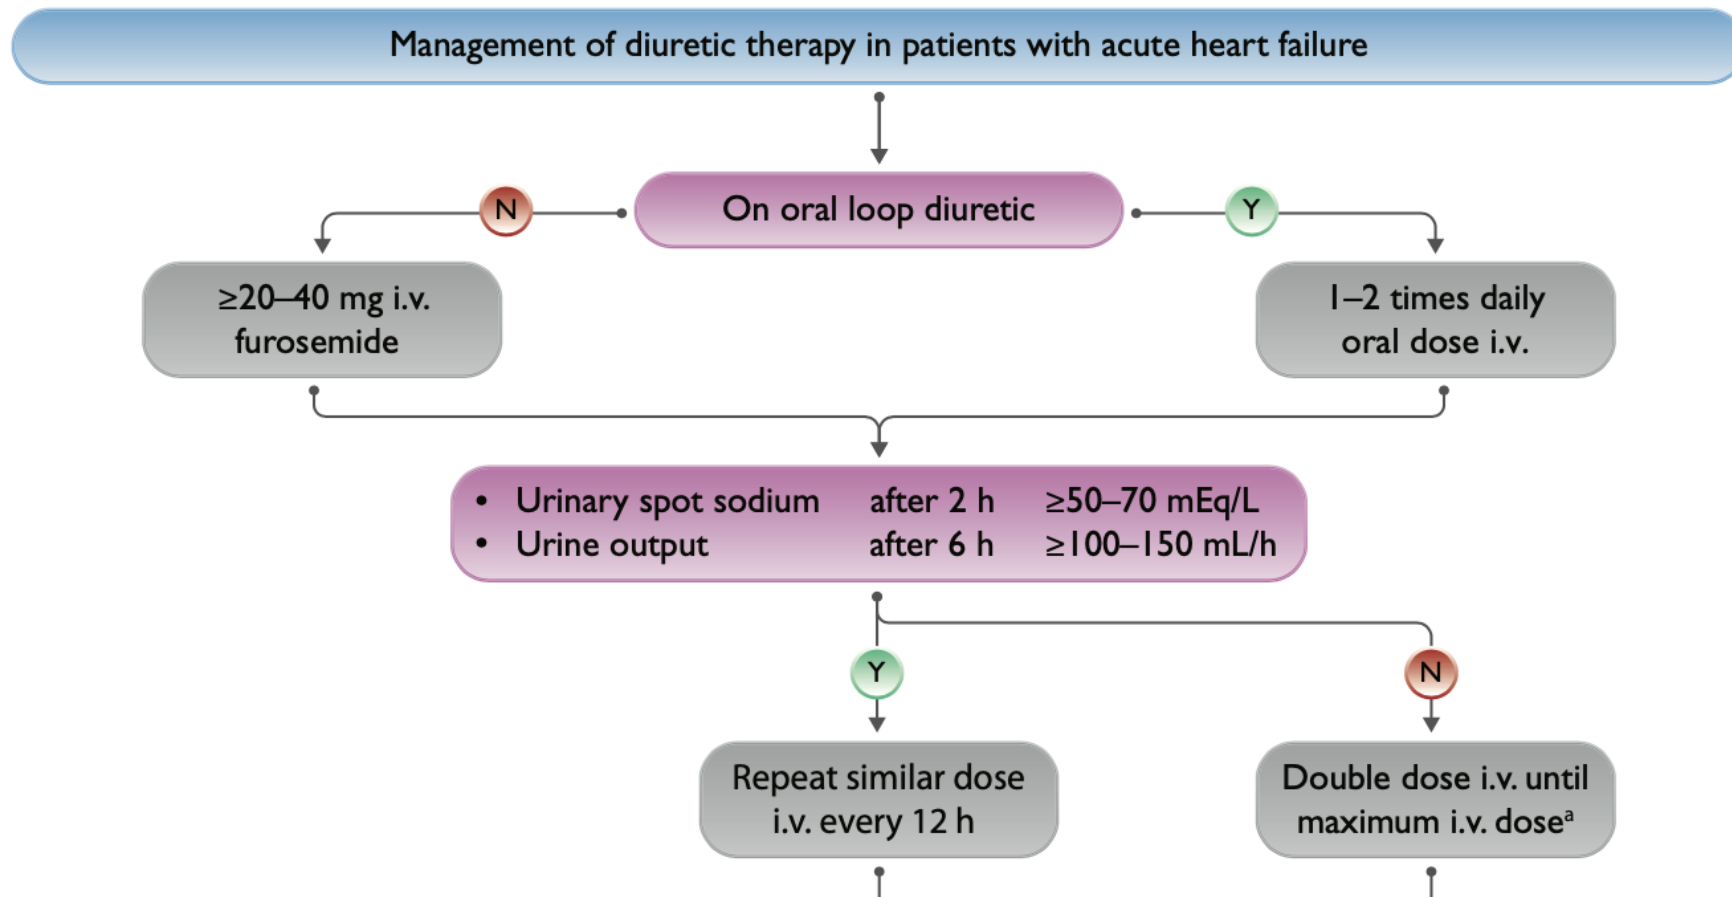 Management of diuretic therapy in patients with acute heart failure
N
On oral loop diuretic
Y
≥20–40 mg i.v.
furosemide
1–2 times daily
oral dose i.v.
• Urinary spot sodium after 2 h ≥50–70 mEq/L
• Urine output after 6 h ≥100–150 mL/h
Y
N
Repeat similar dose
i.v. every 12 h
Double dose i.v. until
maximum i.v. doseᵃ